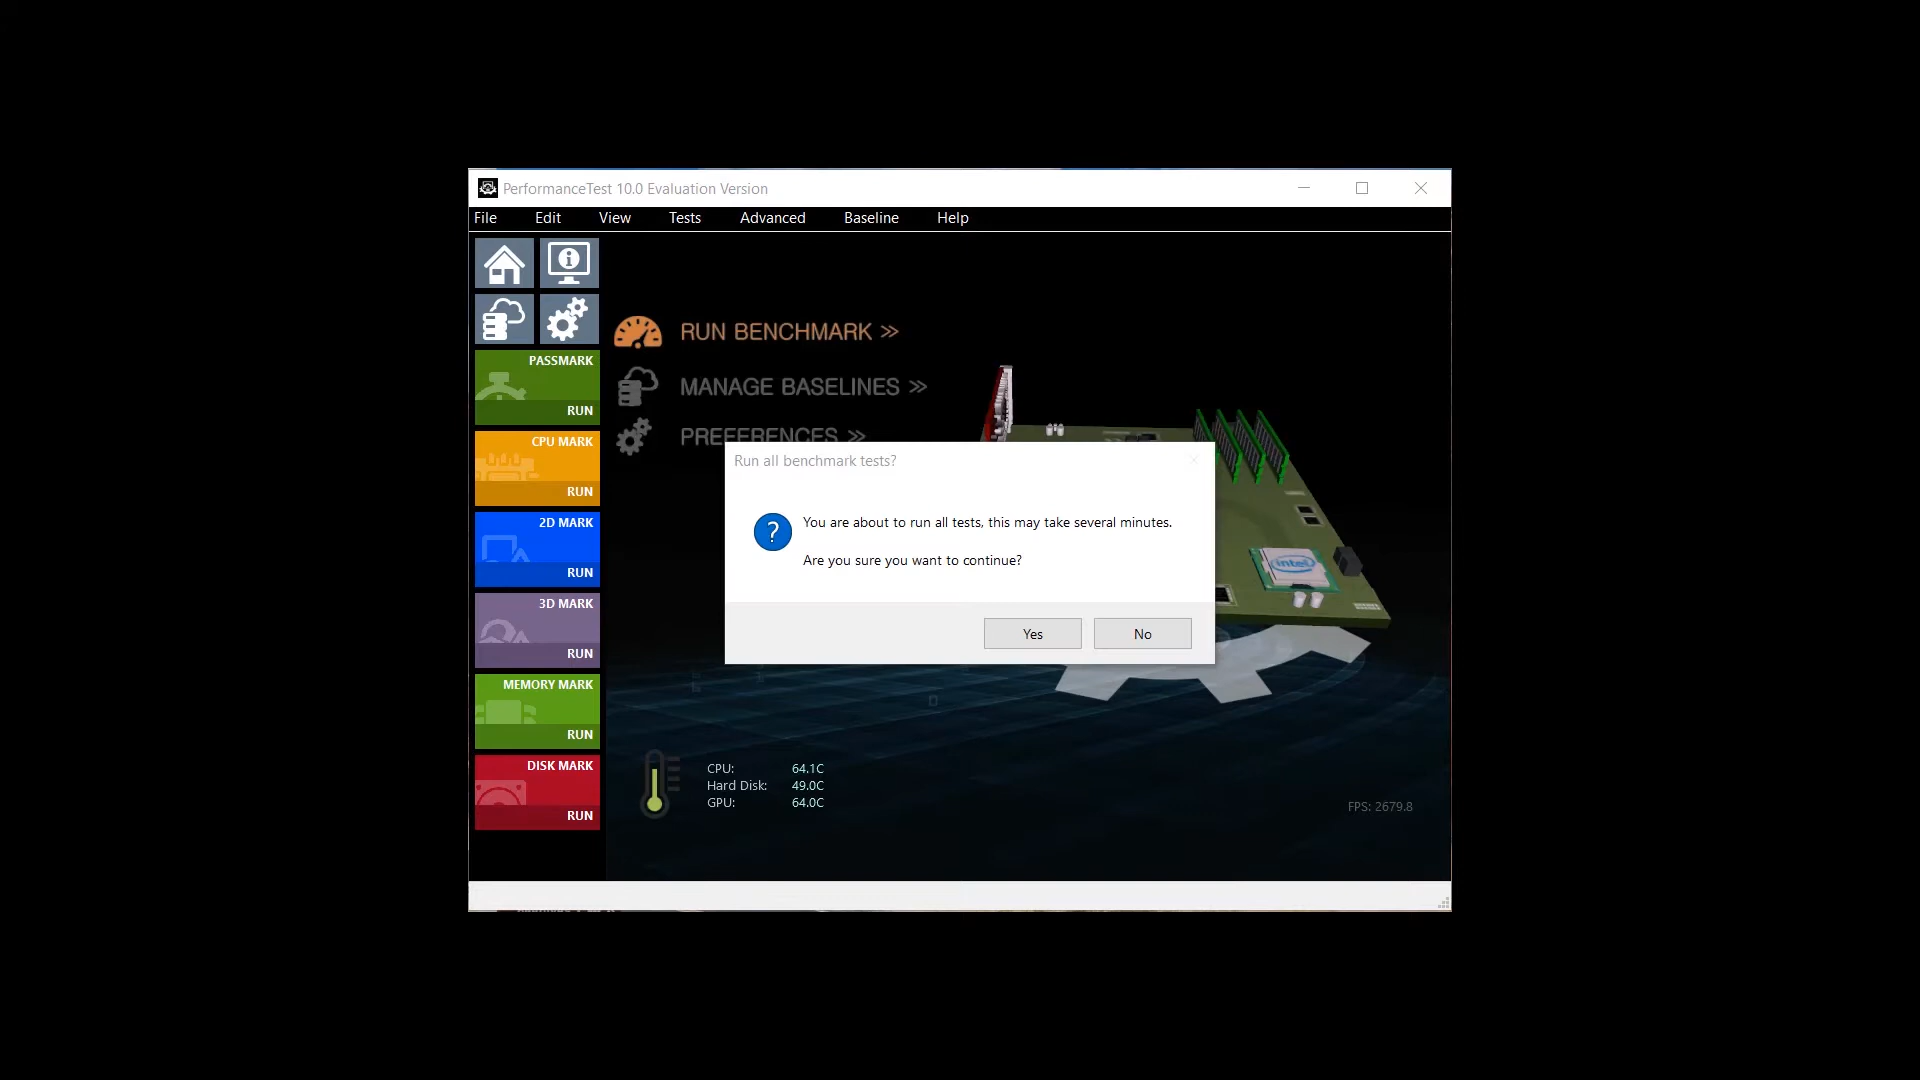 PerformanceTest 10.0 Evaluation Version
File Edit View Tests Advanced Baseline Help
RUN BENCHMARK »
MANAGE BASELINES »
PREFERENCES »
PASSMARK
RUN
CPU MARK
RUN
2D MARK
RUN
3D MARK
RUN
MEMORY MARK
RUN
DISK MARK
RUN
Run all benchmark tests?
You are about to run all tests, this may take several minutes.
Are you sure you want to continue?
Yes No
intel
CPU: 64.1C
Hard Disk: 49.0C
GPU: 64.0C
FPS: 2679.8